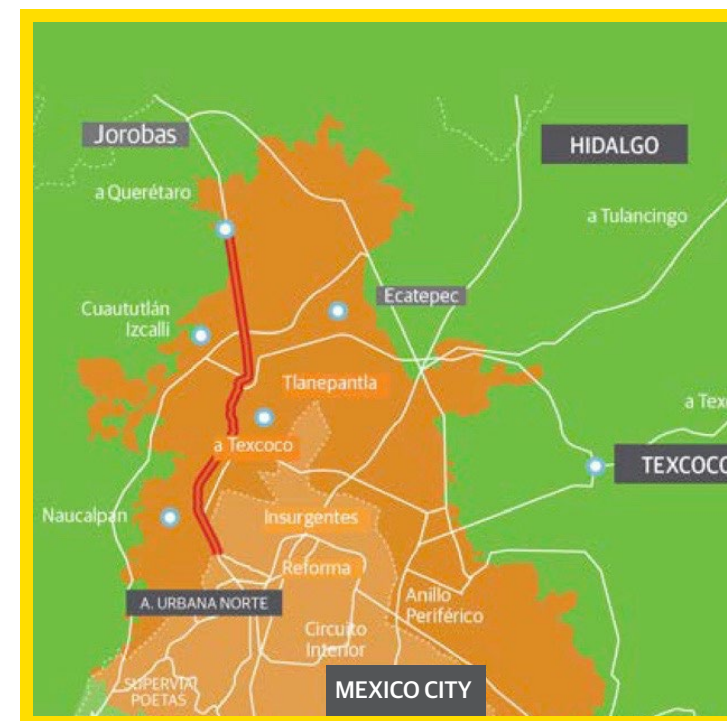 Jorobas
HIDALGO
a Querétaro
a Tulancingo
Ecatepec
Cuaututlán
Izcalli
Tlanepantla
a Tex
a Texcoco
TEXCOCO
Naucalpan
Insurgentes
Reforma
A. URBANA NORTE
Anillo
Periférico
Circuito
Interior
SUPERVIA
POETAS
MEXICO CITY